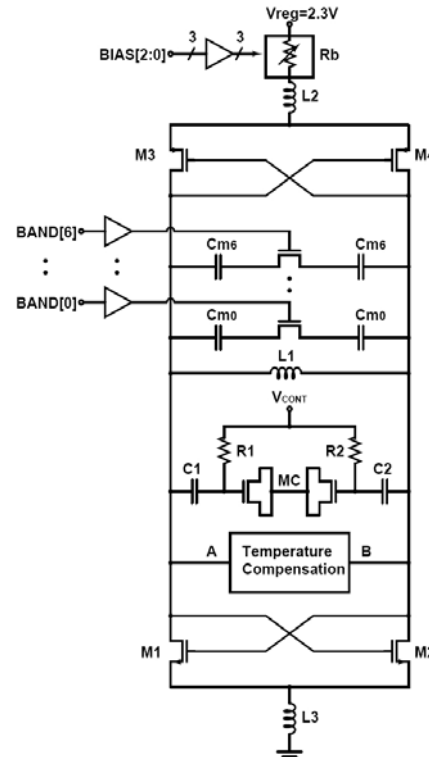 Vreg=2.3V
3 3
BIAS[2:0]
Rb
L2
M3 M4
BAND[6]
Cm6 Cm6
BAND[0]
Cm0 Cm0
L1
VCONT
R1 R2
C1 MC C2
A Temperature B
Compensation
M1 M2
L3